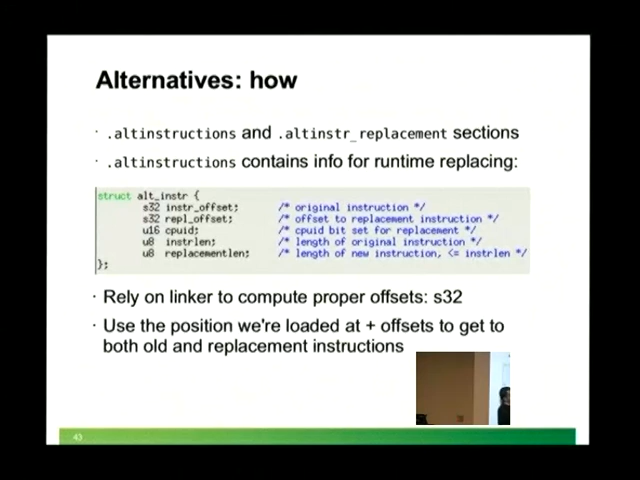 Alternatives: how
· .altinstructions and .altinstr_replacement sections
· .altinstructions contains info for runtime replacing:
struct alt_instr {
s32 instr_offset; /* original instruction */
s32 repl_offset; /* offset to replacement instruction */
u16 cpuid; /* cpuid bit set for replacement */
u8 instrlen; /* length of original instruction */
u8 replacementlen; /* length of new instruction, <= instrlen */
};
· Rely on linker to compute proper offsets: s32
· Use the position we're loaded at + offsets to get to
both old and replacement instructions
43